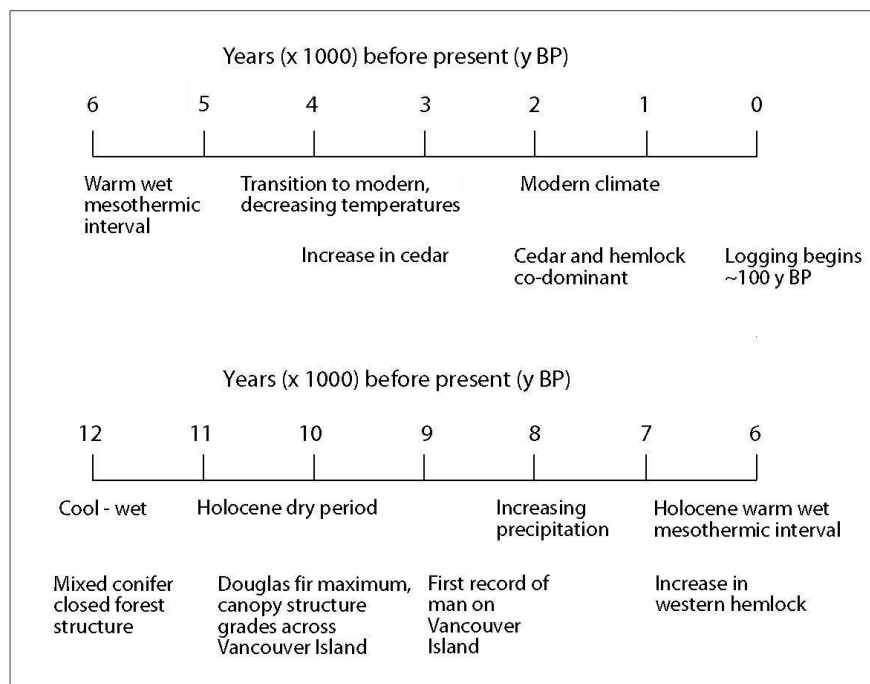 Years (x 1000) before present (y BP)
6 5 4 3 2 1 0
Warm wet
mesothermic
interval
Transition to modern,
decreasing temperatures
Modern climate
Increase in cedar
Cedar and hemlock
co-dominant
Logging begins
~100 y BP
Years (x 1000) before present (y BP)
12 11 10 9 8 7 6
Cool - wet
Holocene dry period
Increasing
precipitation
Holocene warm wet
mesothermic interval
Mixed conifer
closed forest
structure
Douglas fir maximum,
canopy structure
grades across
Vancouver Island
First record of
man on
Vancouver
Island
Increase in
western hemlock